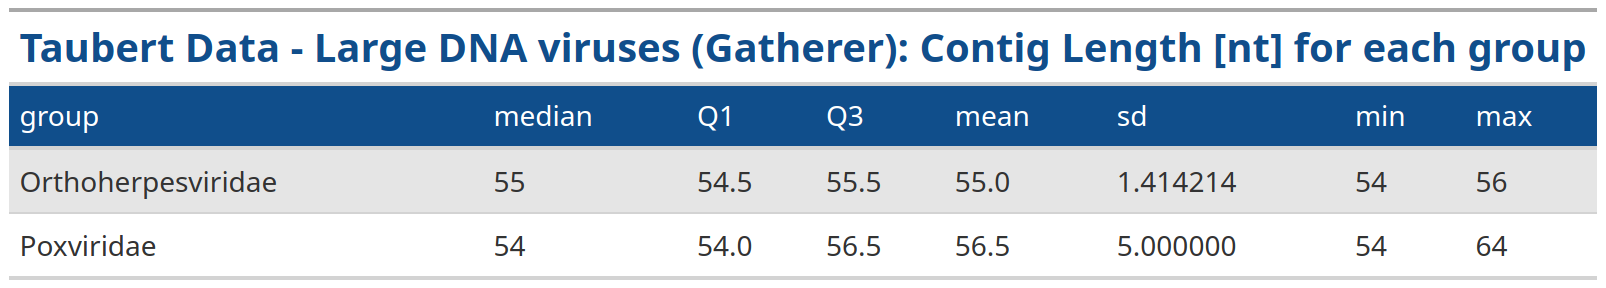 Taubert Data - Large DNA viruses (Gatherer): Contig Length [nt] for each group
group median Q1 Q3 mean sd min max
Orthoherpesviridae 55 54.5 55.5 55.0 1.414214 54 56
Poxviridae 54 54.0 56.5 56.5 5.000000 54 64